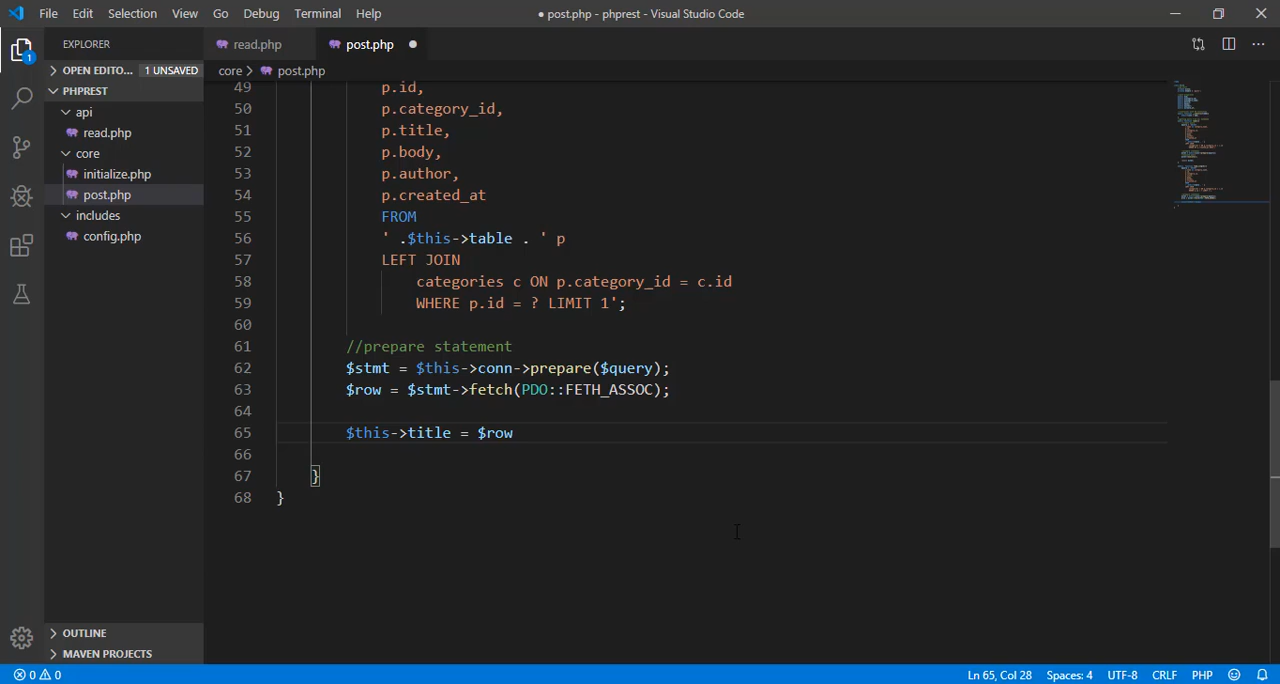 File Edit Selection View Go Debug Terminal Help
● post.php - phprest - Visual Studio Code
EXPLORER
read.php
post.php
OPEN EDITO... 1 UNSAVED
PHPREST
api
read.php
core
initialize.php
post.php
includes
config.php
OUTLINE
MAVEN PROJECTS
1
core > post.php
49 p.id,
50 p.category_id,
51 p.title,
52 p.body,
53 p.author,
54 p.created_at
55 FROM
56 ' .$this->table . ' p
57 LEFT JOIN
58 categories c ON p.category_id = c.id
59 WHERE p.id = ? LIMIT 1';
60
61 //prepare statement
62 $stmt = $this->conn->prepare($query);
63 $row = $stmt->fetch(PDO::FETH_ASSOC);
64
65 $this->title = $row
66
67 }
68 }
0 0
Ln 65, Col 28 Spaces: 4 UTF-8 CRLF PHP